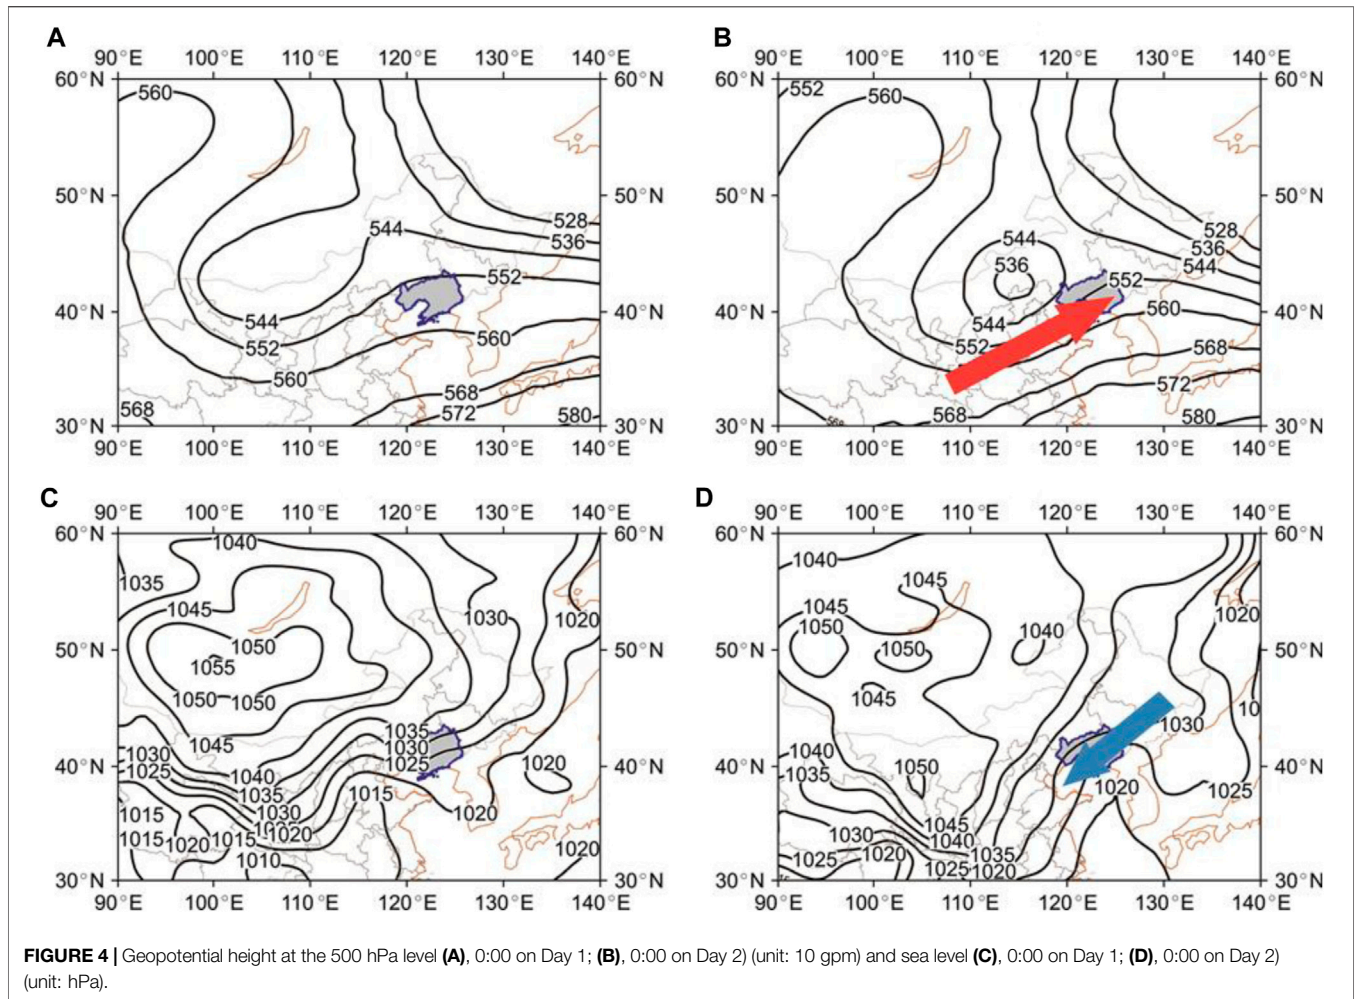 A
B
90°E 100°E 110°E 120°E 130°E 140°E
90°E 100°E 110°E 120°E 130°E 140°E
60°N
60°N
60°N
60°N
560
552
560
50°N
50°N
50°N
50°N
528
536
544
552
40°N
40°N
544
552
560
560
568
568
572
580
30°N
30°N
528
536
544
544
536
552
40°N
40°N
544
560
552
568
572
568
580
30°N
30°N
90°E 100°E 110°E 120°E 130°E 140°E
90°E 100°E 110°E 120°E 130°E 140°E
C
D
90°E 100°E 110°E 120°E 130°E 140°E
90°E 100°E 110°E 120°E 130°E 140°E
60°N
60°N
60°N
60°N
1040
1035
1045
1030
1020
50°N
50°N
1050
1055
1050 1050
1045
1035
1030
1030
1025
1025
40°N
40°N
1020
1040
1035
1030
1015
1020
1015
1020
1015 1020 1015
1010
1020
30°N
30°N
1040
1045
1045
1050
1040
1020
50°N
50°N
1050
1045
10
1030
1040
1035
40°N
40°N
1050
1020
1025
1045
1040
1030
1035
1025
1020
1025
1020
30°N
30°N
90°E 100°E 110°E 120°E 130°E 140°E
90°E 100°E 110°E 120°E 130°E 140°E
FIGURE 4 | Geopotential height at the 500 hPa level (A), 0:00 on Day 1; (B), 0:00 on Day 2) (unit: 10 gpm) and sea level (C), 0:00 on Day 1; (D), 0:00 on Day 2)
(unit: hPa).